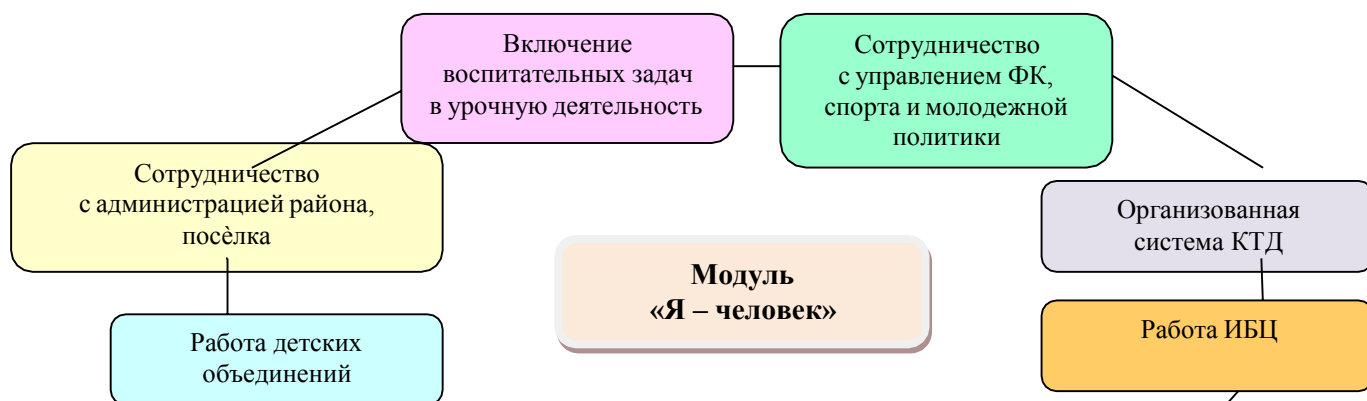 Включение
воспитательных задач
в урочную деятельность
Сотрудничество
с управлением ФК,
спорта и молодежной
политики
Сотрудничество
с администрацией района,
посѐлка
Организованная
система КТД
Модуль
«Я – человек»
Работа детских
объединений
Работа ИБЦ